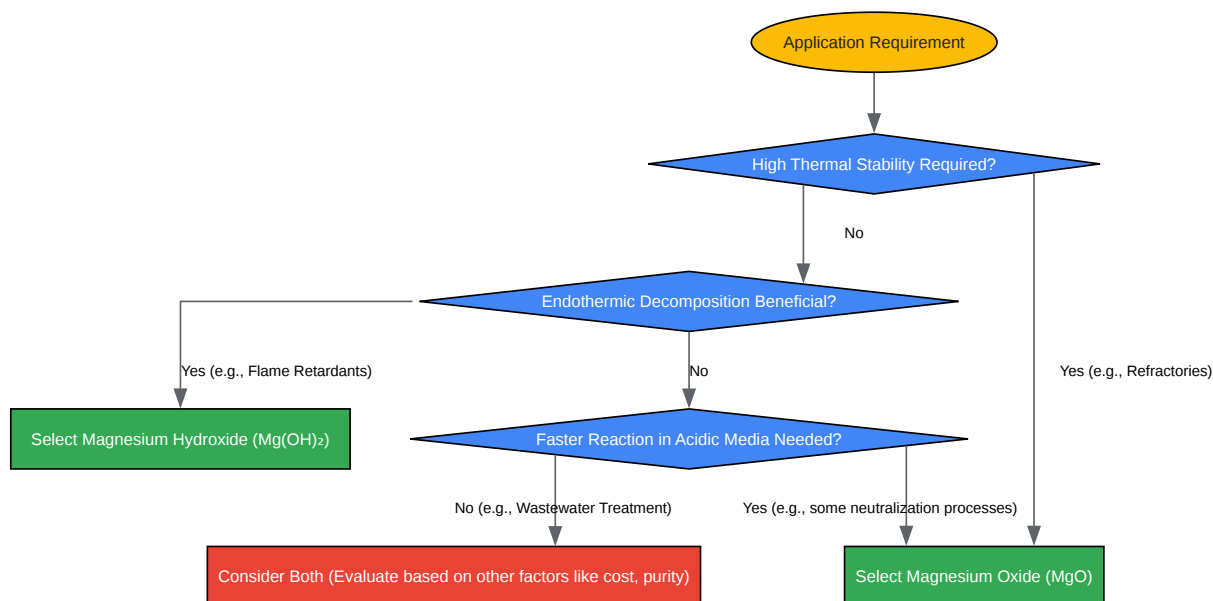 Application Requirement
High Thermal Stability Required?
No
Endothermic Decomposition Beneficial?
Yes (e.g., Flame Retardants)
No
Yes (e.g., Refractories)
Select Magnesium Hydroxide (Mg(OH)₂)
Faster Reaction in Acidic Media Needed?
No (e.g., Wastewater Treatment)
Yes (e.g., some neutralization processes)
Consider Both (Evaluate based on other factors like cost, purity)
Select Magnesium Oxide (MgO)